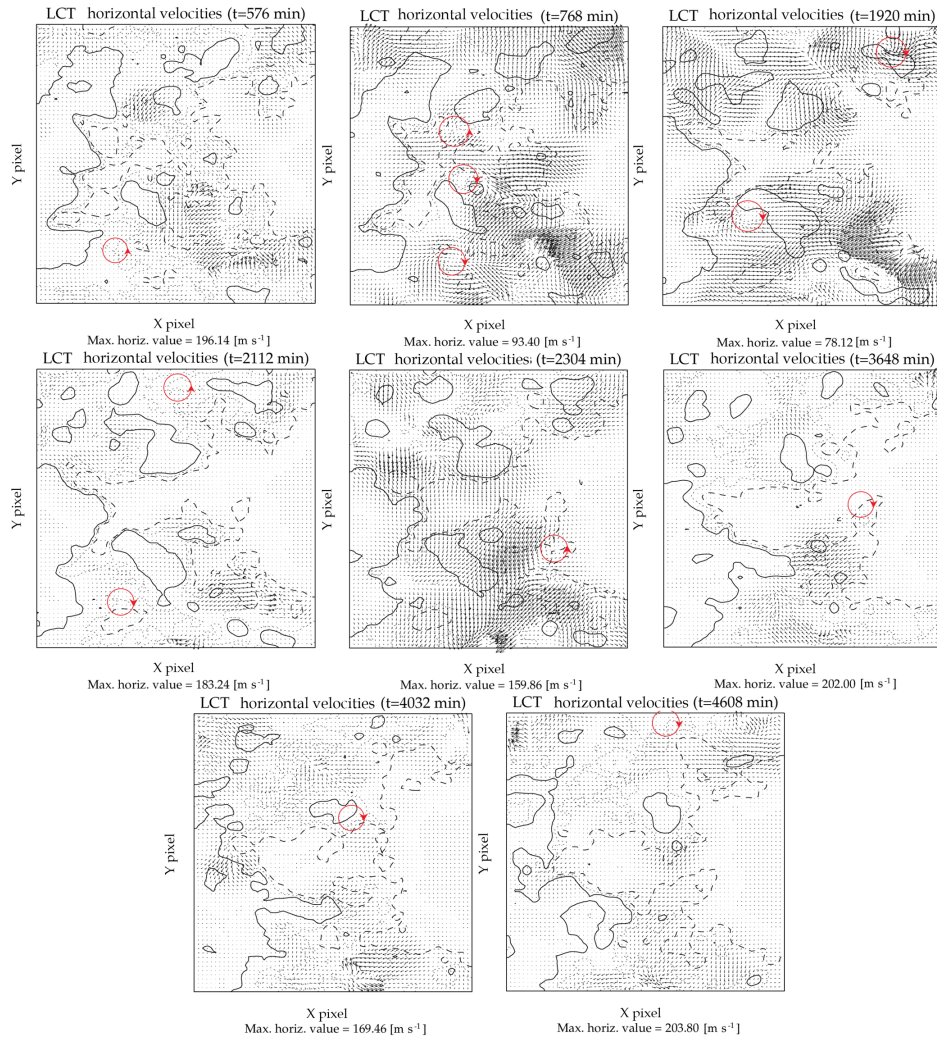 LCT horizontal velocities (t=576 min)
Y pixel
X pixel
Max. horiz. value = 196.14 [m s⁻¹]
LCT horizontal velocities (t=768 min)
Y pixel
X pixel
Max. horiz. value = 93.40 [m s⁻¹]
LCT horizontal velocities (t=1920 min)
Y pixel
X pixel
Max. horiz. value = 78.12 [m s⁻¹]
LCT horizontal velocities (t=2112 min)
Y pixel
X pixel
Max. horiz. value = 183.24 [m s⁻¹]
LCT horizontal velocities; (t=2304 min)
Y pixel
X pixel
Max. horiz. value = 159.86 [m s⁻¹]
LCT horizontal velocities (t=3648 min)
Y pixel
X pixel
Max. horiz. value = 202.00 [m s⁻¹]
LCT horizontal velocities (t=4032 min)
Y pixel
X pixel
Max. horiz. value = 169.46 [m s⁻¹]
LCT horizontal velocities (t=4608 min)
Y pixel
X pixel
Max. horiz. value = 203.80 [m s⁻¹]